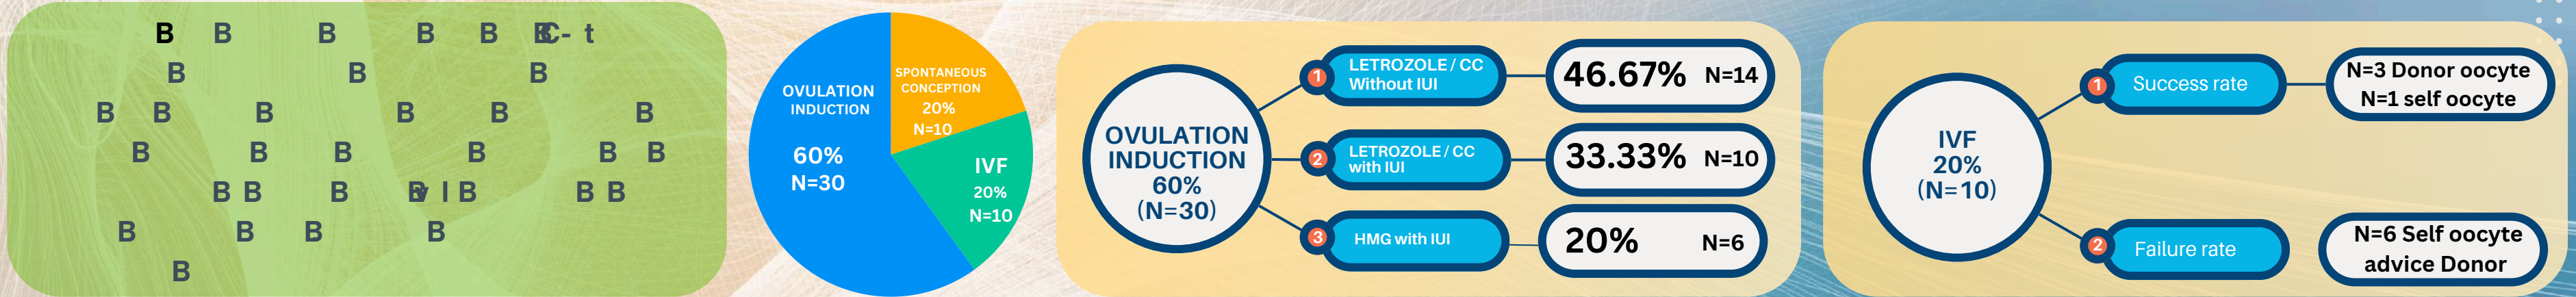 B B B B B B C- t
B B B
B B B B B B
B B B B B B
B B B B v l B B B
B B B B
B
OVULATION
INDUCTION
60%
N=30
SPONTANEOUS
CONCEPTION
20%
N=10
IVF
20%
N=10
OVULATION
INDUCTION
60%
(N=30)
1
LETROZOLE / CC
Without IUI
46.67% N=14
2
LETROZOLE / CC
with IUI
33.33% N=10
3
HMG with IUI
20% N=6
IVF
20%
(N=10)
1
Success rate
N=3 Donor oocyte
N=1 self oocyte
2
Failure rate
N=6 Self oocyte
advice Donor